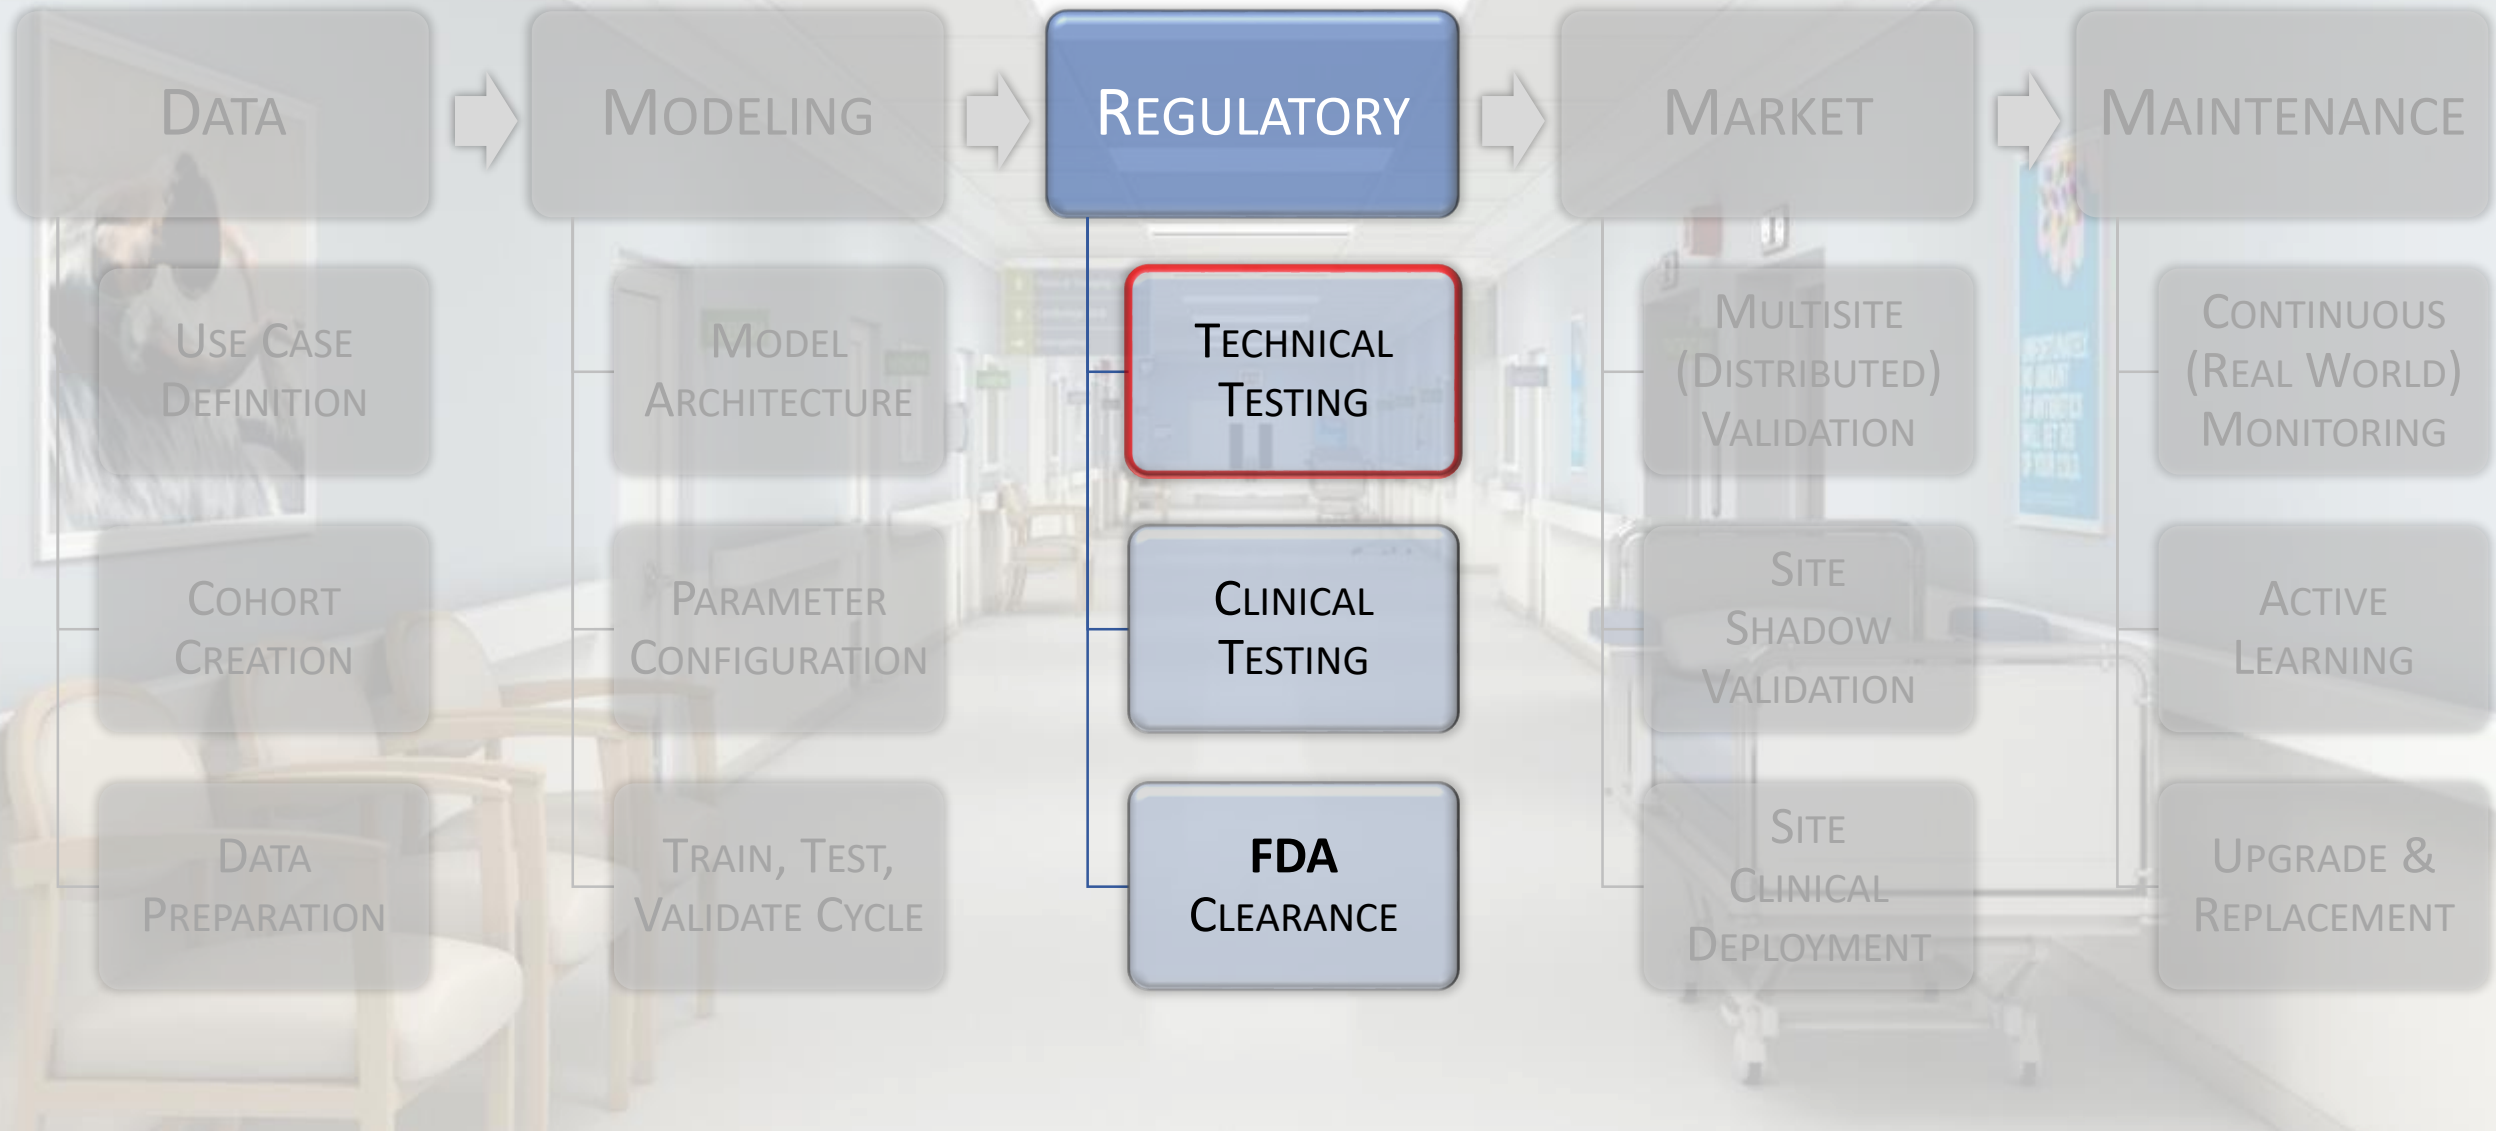 DATA
MODELING
REGULATORY
MARKET
MAINTENANCE
USE CASE
DEFINITION
COHORT
CREATION
DATA
PREPARATION
MODEL
ARCHITECTURE
PARAMETER
CONFIGURATION
TRAIN, TEST,
VALIDATE CYCLE
TECHNICAL
TESTING
CLINICAL
TESTING
FDA
CLEARANCE
MULTISITE
(DISTRIBUTED)
VALIDATION
SITE
SHADOW
VALIDATION
SITE
CLINICAL
DEPLOYMENT
CONTINUOUS
(REAL WORLD)
MONITORING
ACTIVE
LEARNING
UPGRADE &
REPLACEMENT